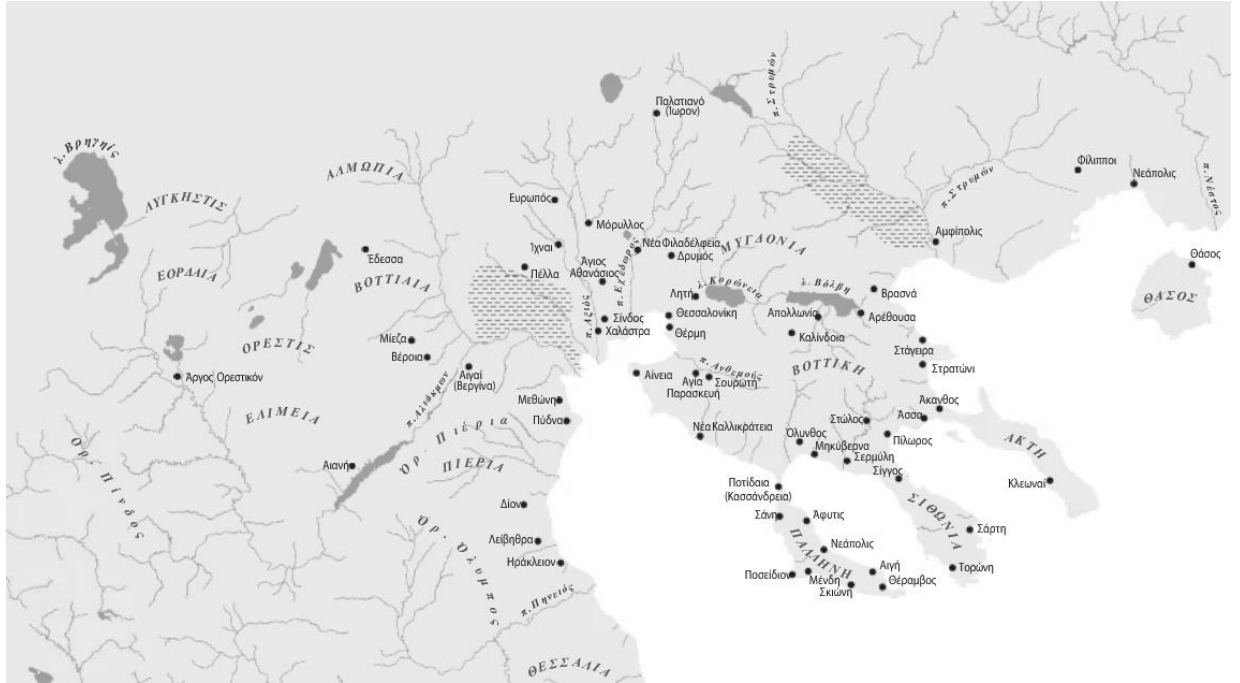 π. Στρυμών
Παλατιανό
(Ίωρον)
λ. Βρηγηίς
ΛΥΓΚΗΣΤΙΣ
ΑΛΜΩΠΙΑ
π. Στρυμών
Φίλιπποι
Νεάπολις
π. Νέστος
Ευρωπός
Μόρυλλος
Αμφίπολις
Έδεσσα
Ίχναι
Νέα Φιλαδέλφεια
Δρυμός
ΜΥΓΔΟΝΙΑ
Θάσος
ΘΑΣΟΣ
ΕΟΡΔΑΙΑ
ΒΟΤΤΙΑΙΑ
Πέλλα
Άγιος
Αθανάσιος
π. Εχέδωρος
Λητή
λ. Κορώνεια
λ. Βόλβη
Βρασνά
π. Αξιός
Σίνδος
Χαλάστρα
Θεσσαλονίκη
Θέρμη
Απολλωνία
Αρέθουσα
Καλίνδοια
ΟΡΕΣΤΙΣ
Μίεζα
Βέροια
Στάγειρα
Στρατώνι
Άργος Ορεστικόν
Αιγαί
(Βεργίνα)
Αίνεια
π. Ανθεμούς
Αγία
Παρασκευή
Σουρωτή
ΒΟΤΤΙΚΗ
ΕΛΙΜΕΙΑ
π. Αλιάκμων
Μεθώνη
Πύδνα
Άκανθος
Άσσα
Στώλος
Πίλωρος
ΑΚΤΗ
Όρ. Πιέρια
ΠΙΕΡΙΑ
Νέα Καλλικράτεια
Όλυνθος
Μηκύβερνα
Σερμύλη
Σίγγος
Κλεωναί
Αιανή
Όρς Πίνδος
Ποτίδαια
(Κασσάνδρεια)
Σάνη
Άφυτις
ΣΙΘΩΝΙΑ
Σάρτη
Δίον
Λείβηθρα
Ηράκλειον
Όρ. Όλυμπος
ΠΑΛΛΗΝΗ
Νεάπολις
Ποσείδιον
Μένδη
Σκιώνη
Αιγή
Θέραμβος
Τορώνη
π. Πηνειός
ΘΕΣΣΑΛΙΑ